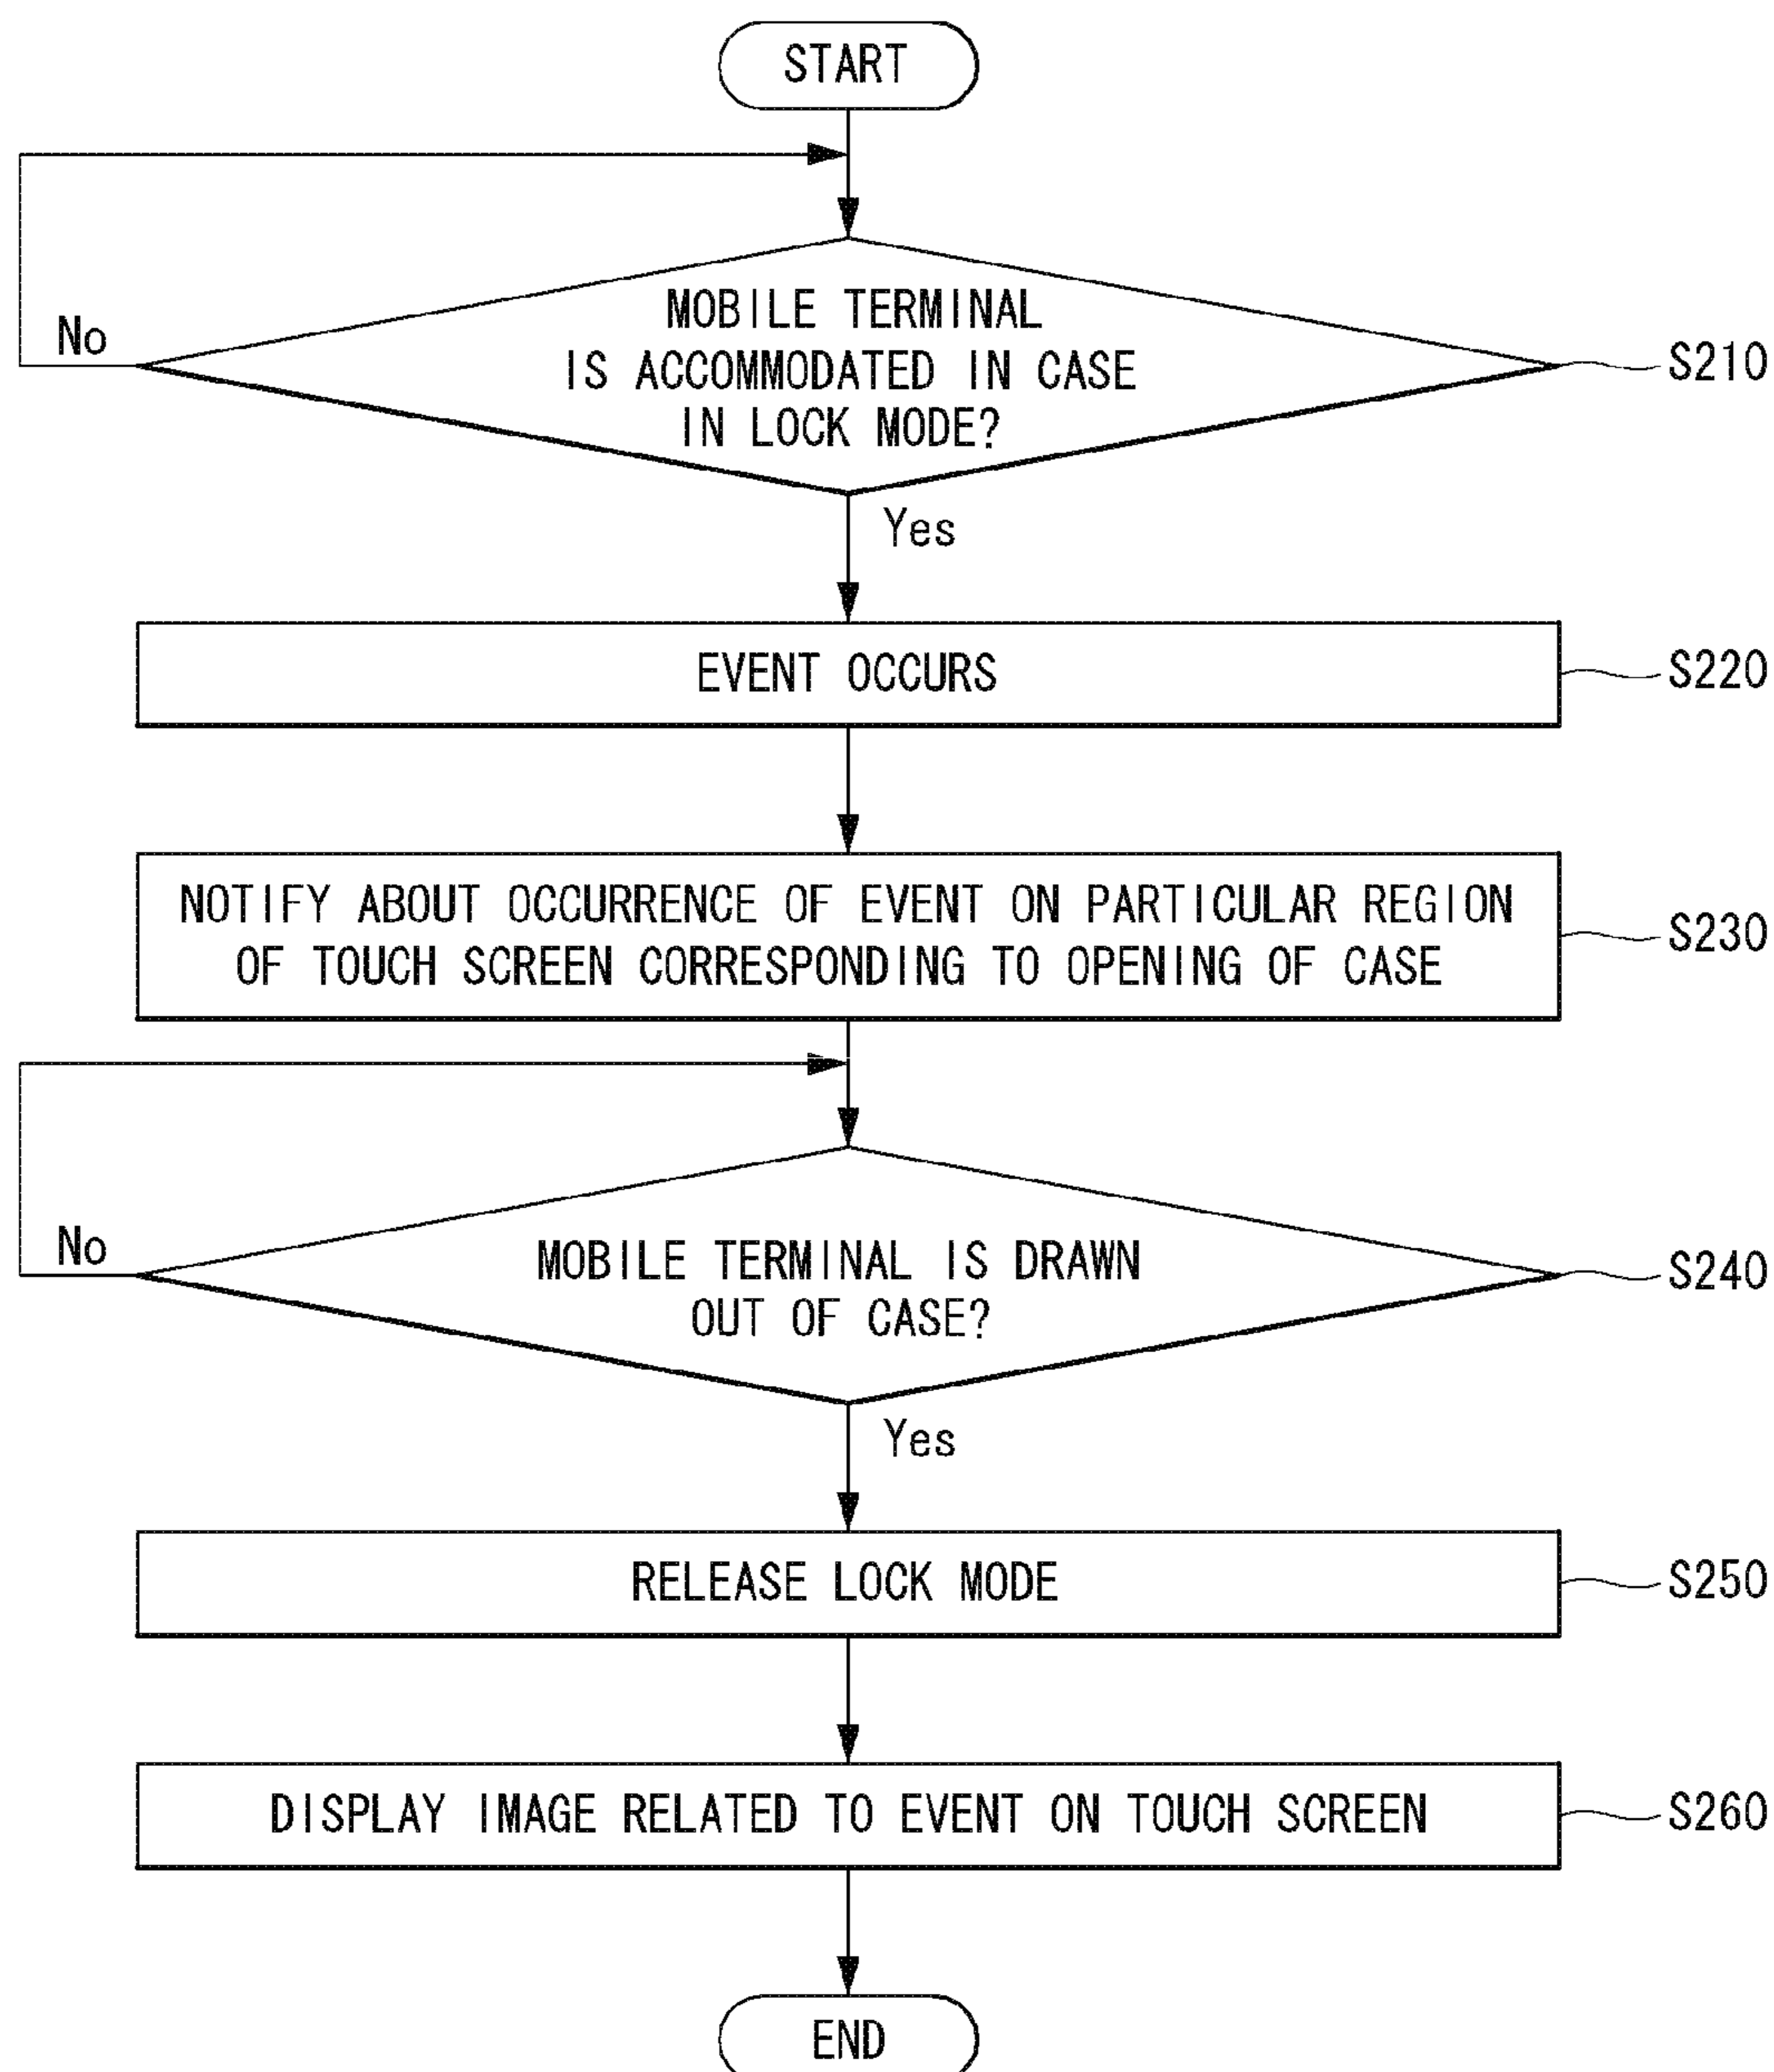 START
No
MOBILE TERMINAL
IS ACCOMMODATED IN CASE
IN LOCK MODE?
S210
Yes
EVENT OCCURS
S220
NOTIFY ABOUT OCCURRENCE OF EVENT ON PARTICULAR REGION
OF TOUCH SCREEN CORRESPONDING TO OPENING OF CASE
S230
No
MOBILE TERMINAL IS DRAWN
OUT OF CASE?
S240
Yes
RELEASE LOCK MODE
S250
DISPLAY IMAGE RELATED TO EVENT ON TOUCH SCREEN
S260
END